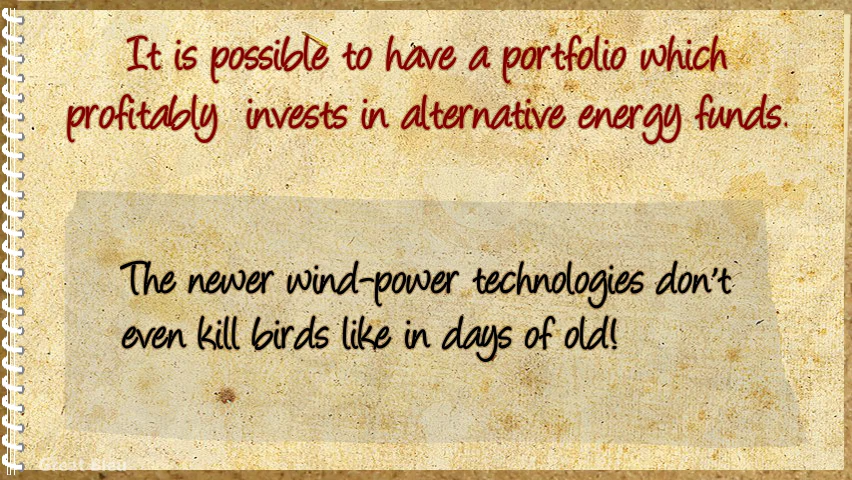 It is possible to have a portfolio which
profitably invests in alternative energy funds.
The newer wind-power technologies don't
even kill birds like in days of old!